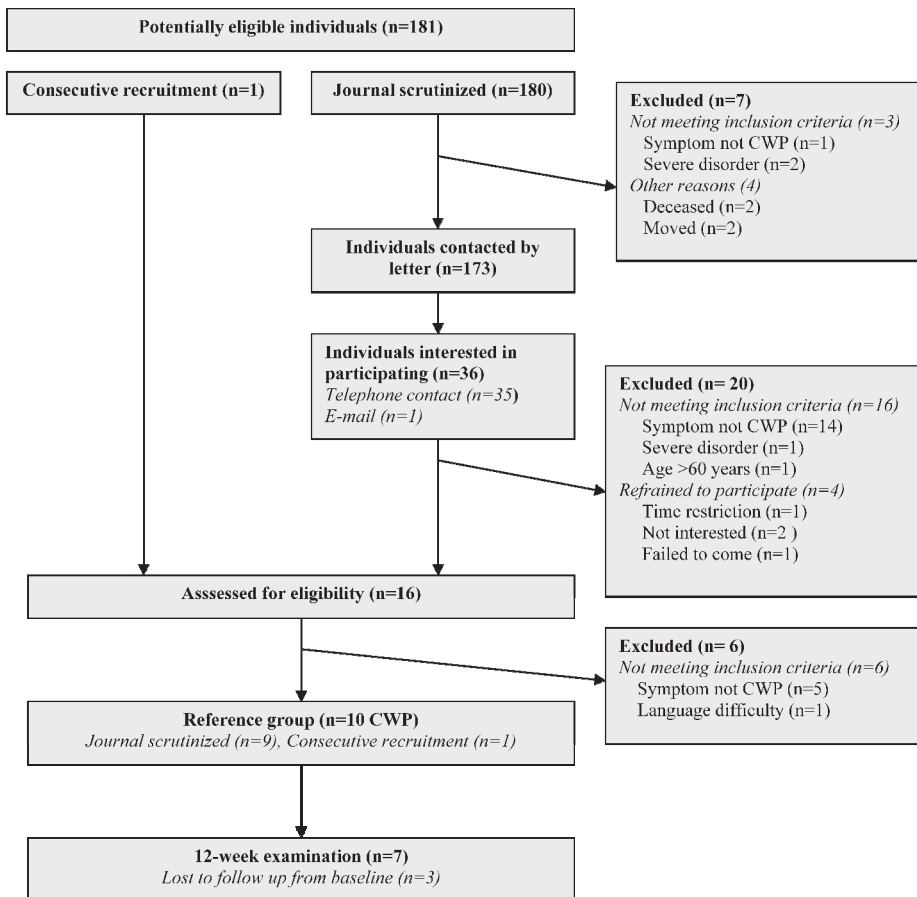 Potentially eligible individuals (n=181)
Consecutive recruitment (n=1)
Journal scrutinized (n=180)
Excluded (n=7)
Not meeting inclusion criteria (n=3)
Symptom not CWP (n=1)
Severe disorder (n=2)
Other reasons (4)
Deceased (n=2)
Moved (n=2)
Individuals contacted by
letter (n=173)
Individuals interested in
participating (n=36)
Telephone contact (n=35)
E-mail (n=1)
Excluded (n= 20)
Not meeting inclusion criteria (n=16)
Symptom not CWP (n=14)
Severe disorder (n=1)
Age >60 years (n=1)
Refrained to participate (n=4)
Time restriction (n=1)
Not interested (n=2 )
Failed to come (n=1)
Asssessed for eligibility (n=16)
Excluded (n= 6)
Not meeting inclusion criteria (n=6)
Symptom not CWP (n=5)
Language difficulty (n=1)
Reference group (n=10 CWP)
Journal scrutinized (n=9), Consecutive recruitment (n=1)
12-week examination (n=7)
Lost to follow up from baseline (n=3)